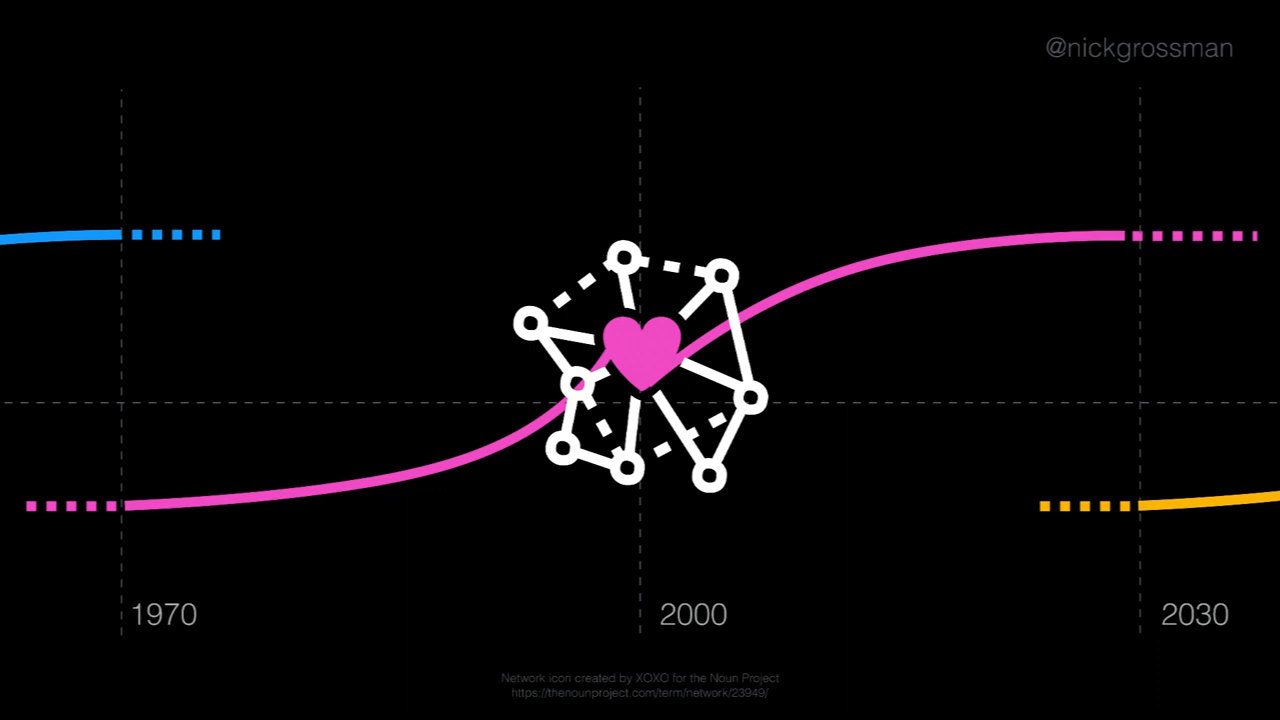 @nickgrossman
1970
2000
2030
Network icon created by XOXO for the Noun Project
https://thenounproject.com/term/network/23949/